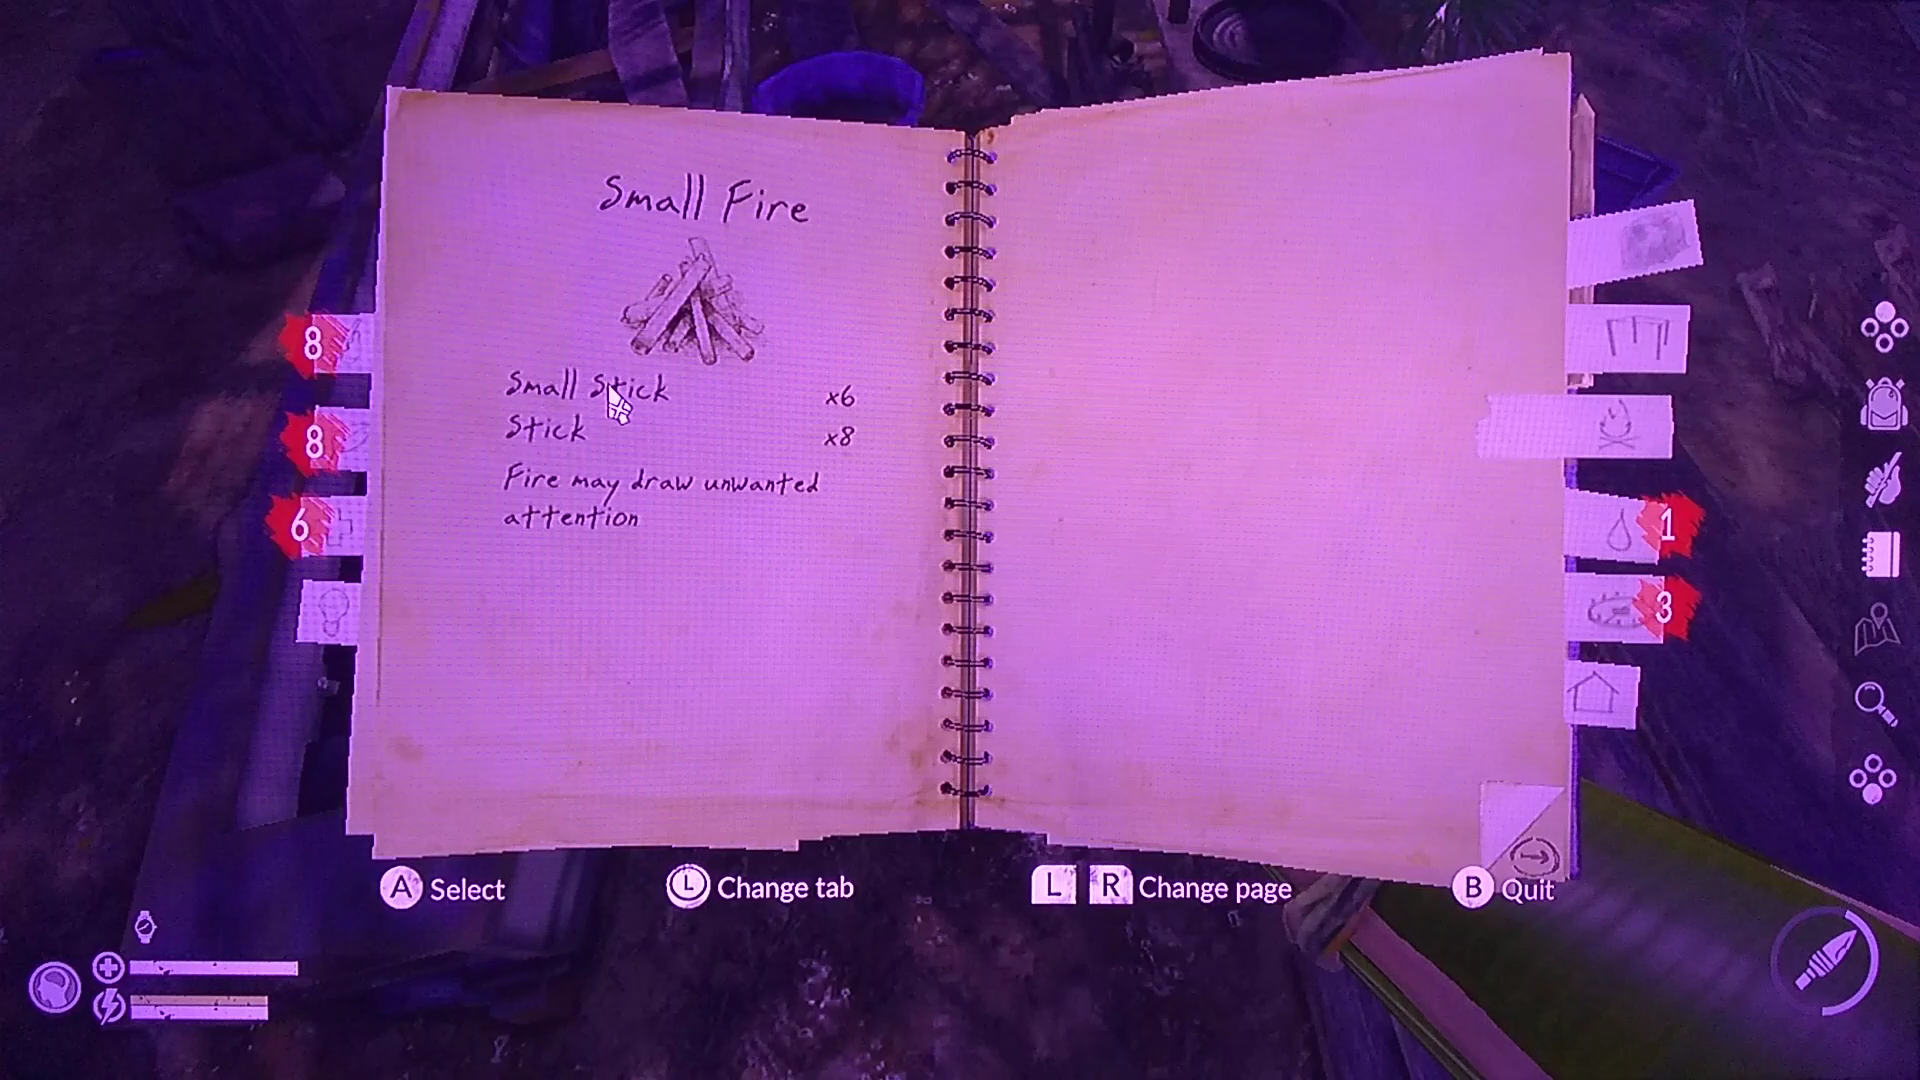 Small Fire
Small Stick x6
Stick x8
Fire may draw unwanted
attention
8
8
6
1
3
A Select
L Change tab
L R Change page
B Quit